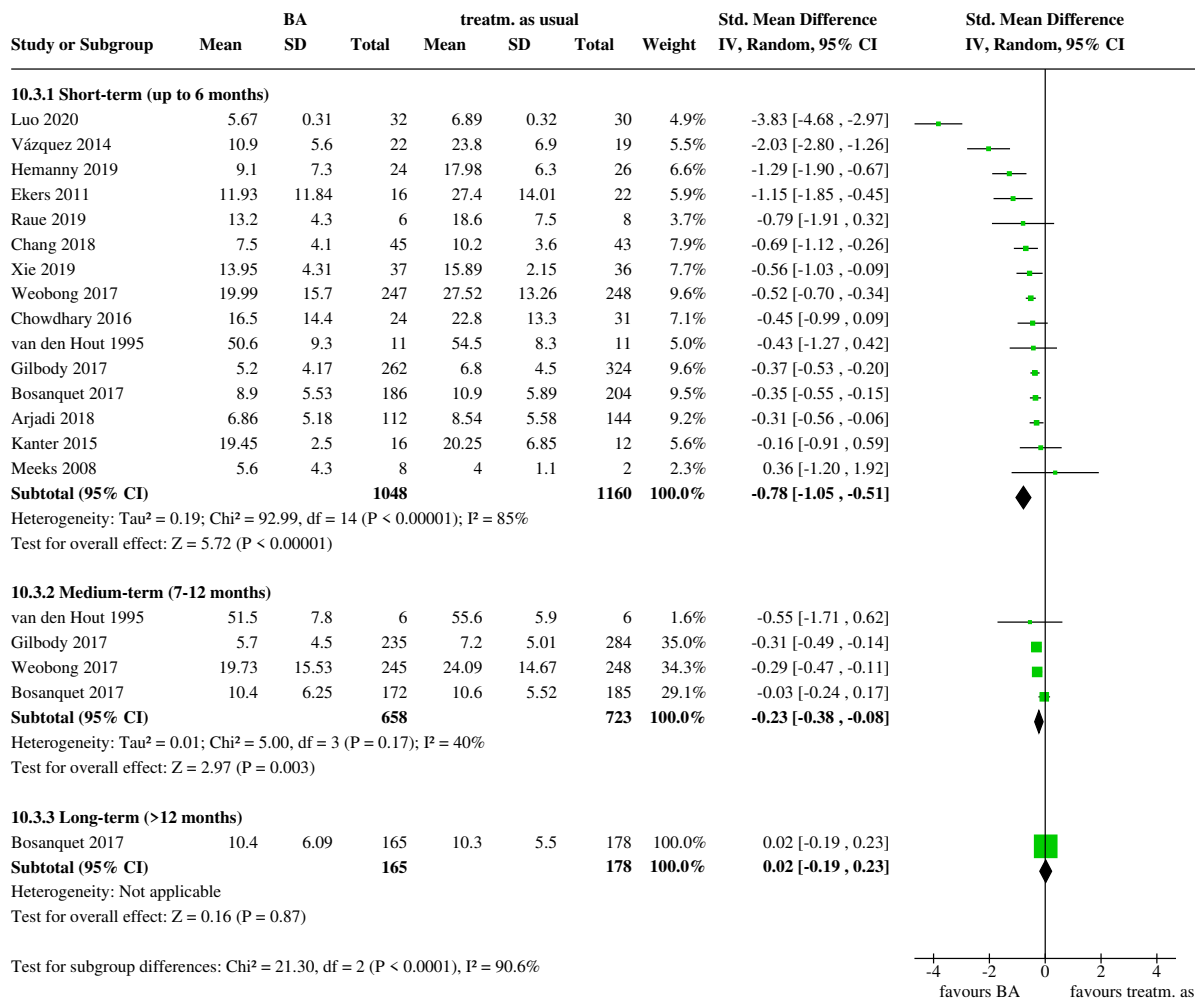 BA treatm. as usual Std. Mean Difference Std. Mean Difference
Study or Subgroup Mean SD Total Mean SD Total Weight IV, Random, 95% CI IV, Random, 95% CI
10.3.1 Short-term (up to 6 months)
Luo 2020 5.67 0.31 32 6.89 0.32 30 4.9% -3.83 [-4.68 , -2.97]
Vázquez 2014 10.9 5.6 22 23.8 6.9 19 5.5% -2.03 [-2.80 , -1.26]
Hemanny 2019 9.1 7.3 24 17.98 6.3 26 6.6% -1.29 [-1.90 , -0.67]
Ekers 2011 11.93 11.84 16 27.4 14.01 22 5.9% -1.15 [-1.85 , -0.45]
Raue 2019 13.2 4.3 6 18.6 7.5 8 3.7% -0.79 [-1.91 , 0.32]
Chang 2018 7.5 4.1 45 10.2 3.6 43 7.9% -0.69 [-1.12 , -0.26]
Xie 2019 13.95 4.31 37 15.89 2.15 36 7.7% -0.56 [-1.03 , -0.09]
Weobong 2017 19.99 15.7 247 27.52 13.26 248 9.6% -0.52 [-0.70 , -0.34]
Chowdhary 2016 16.5 14.4 24 22.8 13.3 31 7.1% -0.45 [-0.99 , 0.09]
van den Hout 1995 50.6 9.3 11 54.5 8.3 11 5.0% -0.43 [-1.27 , 0.42]
Gilbody 2017 5.2 4.17 262 6.8 4.5 324 9.6% -0.37 [-0.53 , -0.20]
Bosanquet 2017 8.9 5.53 186 10.9 5.89 204 9.5% -0.35 [-0.55 , -0.15]
Arjadi 2018 6.86 5.18 112 8.54 5.58 144 9.2% -0.31 [-0.56 , -0.06]
Kanter 2015 19.45 2.5 16 20.25 6.85 12 5.6% -0.16 [-0.91 , 0.59]
Meeks 2008 5.6 4.3 8 4 1.1 2 2.3% 0.36 [-1.20 , 1.92]
Subtotal (95% CI) 1048 1160 100.0% -0.78 [-1.05 , -0.51]
Heterogeneity: Tau² = 0.19; Chi² = 92.99, df = 14 (P < 0.00001); I² = 85%
Test for overall effect: Z = 5.72 (P < 0.00001)
10.3.2 Medium-term (7-12 months)
van den Hout 1995 51.5 7.8 6 55.6 5.9 6 1.6% -0.55 [-1.71 , 0.62]
Gilbody 2017 5.7 4.5 235 7.2 5.01 284 35.0% -0.31 [-0.49 , -0.14]
Weobong 2017 19.73 15.53 245 24.09 14.67 248 34.3% -0.29 [-0.47 , -0.11]
Bosanquet 2017 10.4 6.25 172 10.6 5.52 185 29.1% -0.03 [-0.24 , 0.17]
Subtotal (95% CI) 658 723 100.0% -0.23 [-0.38 , -0.08]
Heterogeneity: Tau² = 0.01; Chi² = 5.00, df = 3 (P = 0.17); I² = 40%
Test for overall effect: Z = 2.97 (P = 0.003)
10.3.3 Long-term (>12 months)
Bosanquet 2017 10.4 6.09 165 10.3 5.5 178 100.0% 0.02 [-0.19 , 0.23]
Subtotal (95% CI) 165 178 100.0% 0.02 [-0.19 , 0.23]
Heterogeneity: Not applicable
Test for overall effect: Z = 0.16 (P = 0.87)
Test for subgroup differences: Chi² = 21.30, df = 2 (P < 0.0001), I² = 90.6%
-4 -2 0 2 4
favours BA favours treatm. as